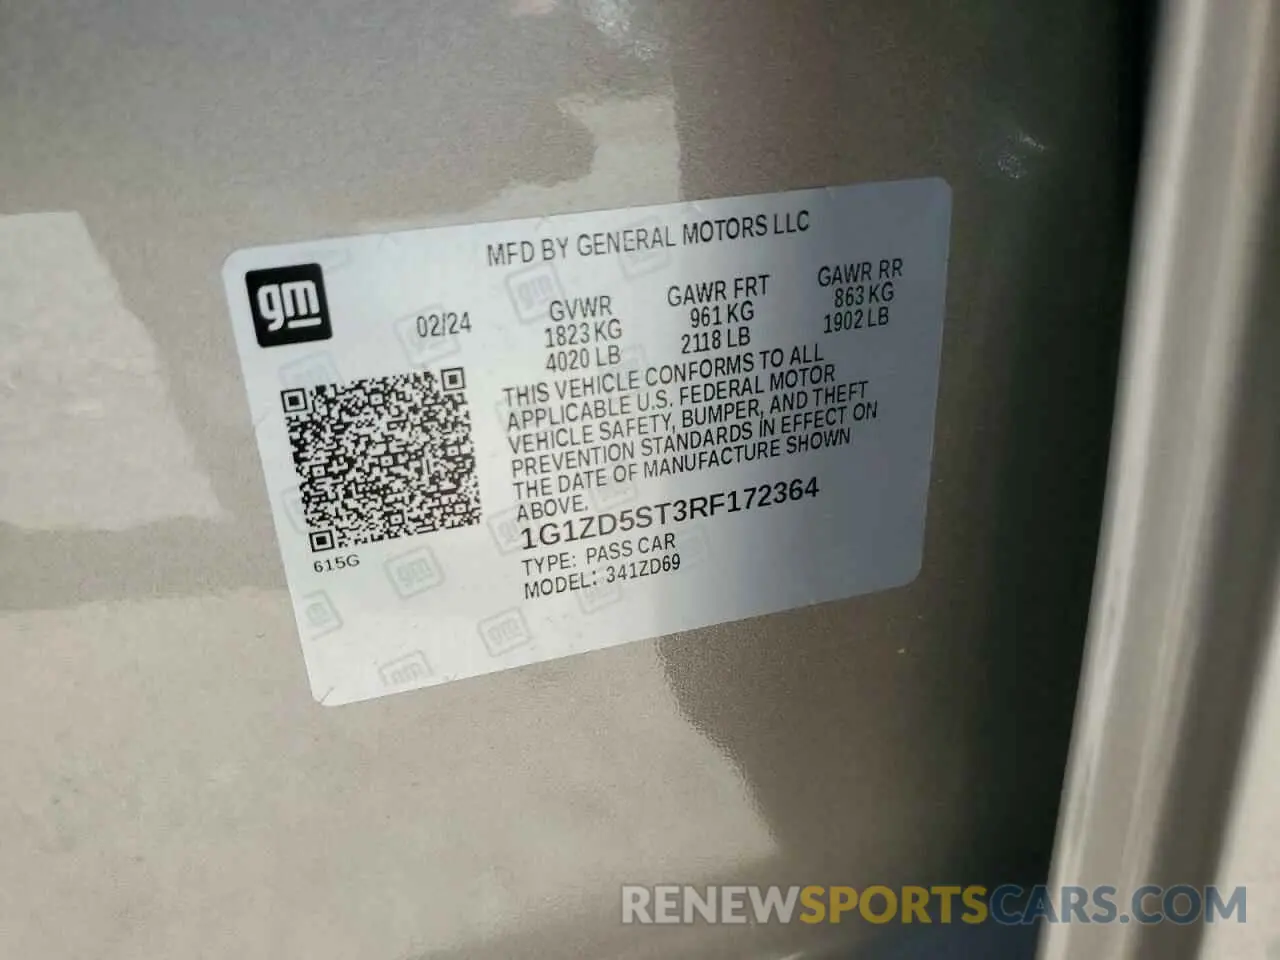 MFD BY GENERAL MOTORS LLC
gm
02/24
GVWR
1823 KG
4020 LB
GAWR FRT
961 KG
2118 LB
GAWR RR
863 KG
1902 LB
THIS VEHICLE CONFORMS TO ALL
APPLICABLE U.S. FEDERAL MOTOR
VEHICLE SAFETY, BUMPER, AND THEFT
PREVENTION STANDARDS IN EFFECT ON
THE DATE OF MANUFACTURE SHOWN
ABOVE.
1G1ZD5ST3RF172364
TYPE: PASS CAR
MODEL: 341ZD69
615G
RENEWSPORTSCARS.COM